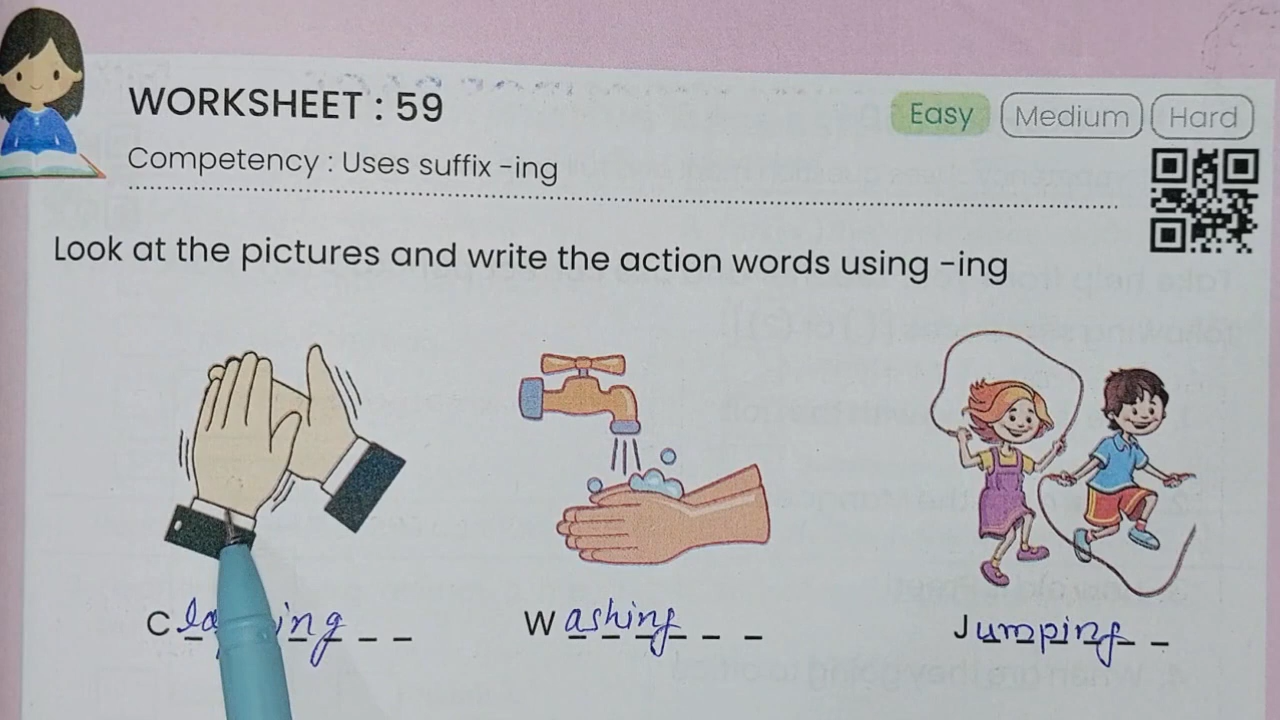 WORKSHEET : 59
Easy Medium Hard
Competency : Uses suffix -ing
Look at the pictures and write the action words using -ing
Washing Jumping